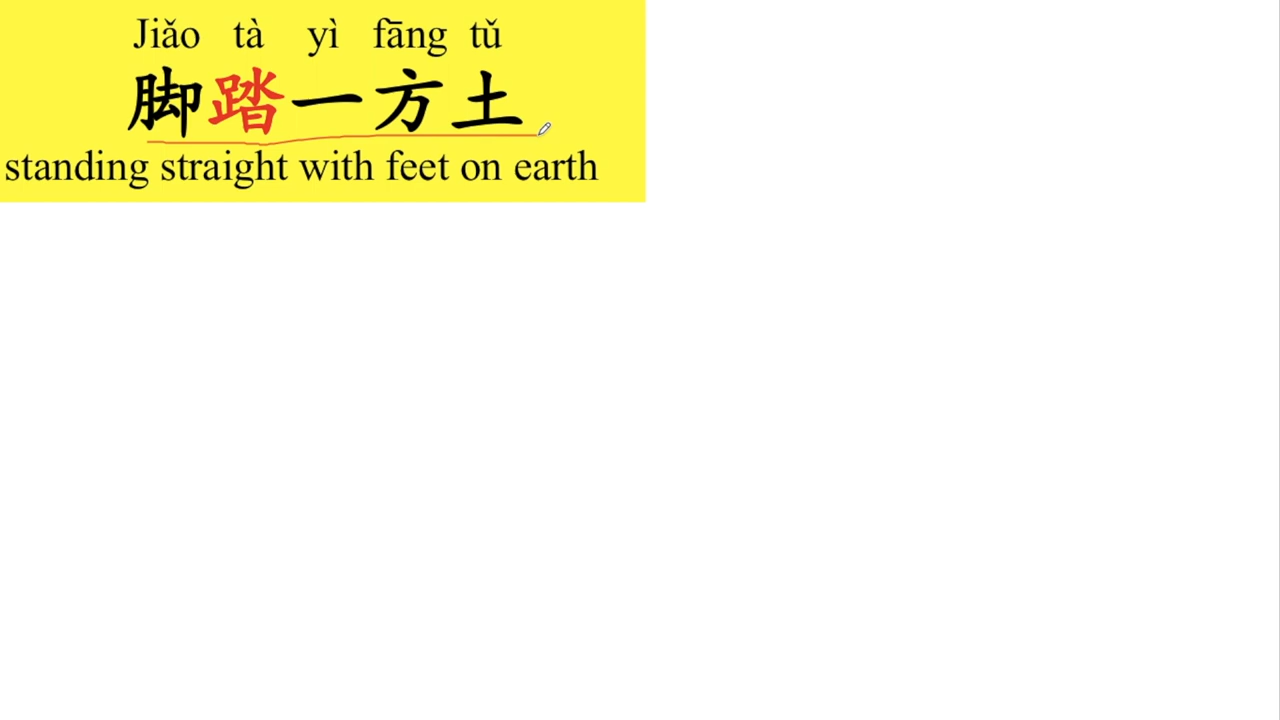 Jiǎo tà yì fāng tǔ
脚踏一方土
standing straight with feet on earth